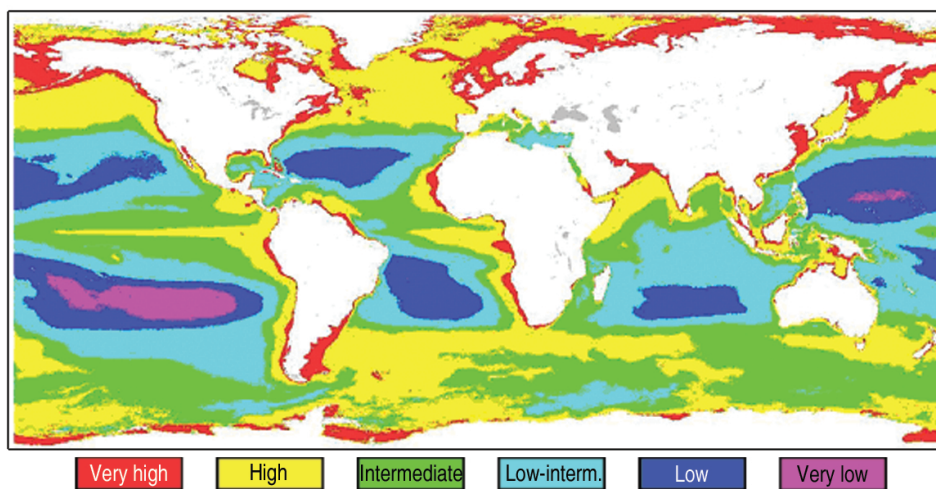 Very high
High
Intermediate
Low-interm.
Low
Very low